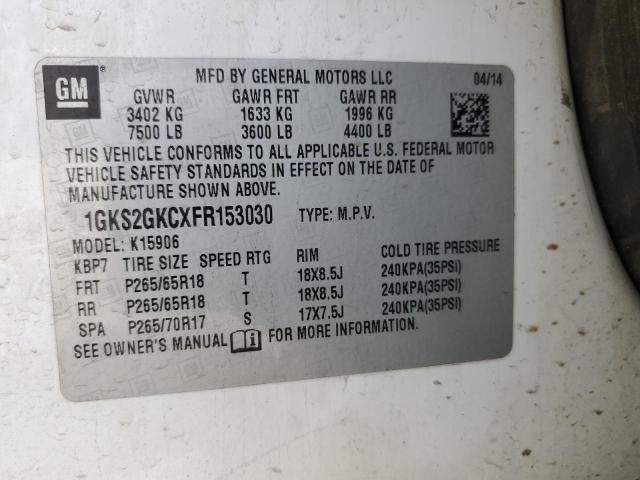 GM
MFD BY GENERAL MOTORS LLC 04/14
GVWR GAWR FRT GAWR RR
3402 KG 1633 KG 1996 KG
7500 LB 3600 LB 4400 LB
THIS VEHICLE CONFORMS TO ALL APPLICABLE U.S. FEDERAL MOTOR
VEHICLE SAFETY STANDARDS IN EFFECT ON THE DATE OF
MANUFACTURE SHOWN ABOVE.
1GKS2GKCXFR153030 TYPE: M.P.V.
MODEL: K15906
KBP7 TIRE SIZE SPEED RTG RIM COLD TIRE PRESSURE
FRT P265/65R18 T 18X8.5J 240KPA(35PSI)
RR P265/65R18 T 18X8.5J 240KPA(35PSI)
SPA P265/70R17 S 17X7.5J 240KPA(35PSI)
SEE OWNER'S MANUAL FOR MORE INFORMATION.